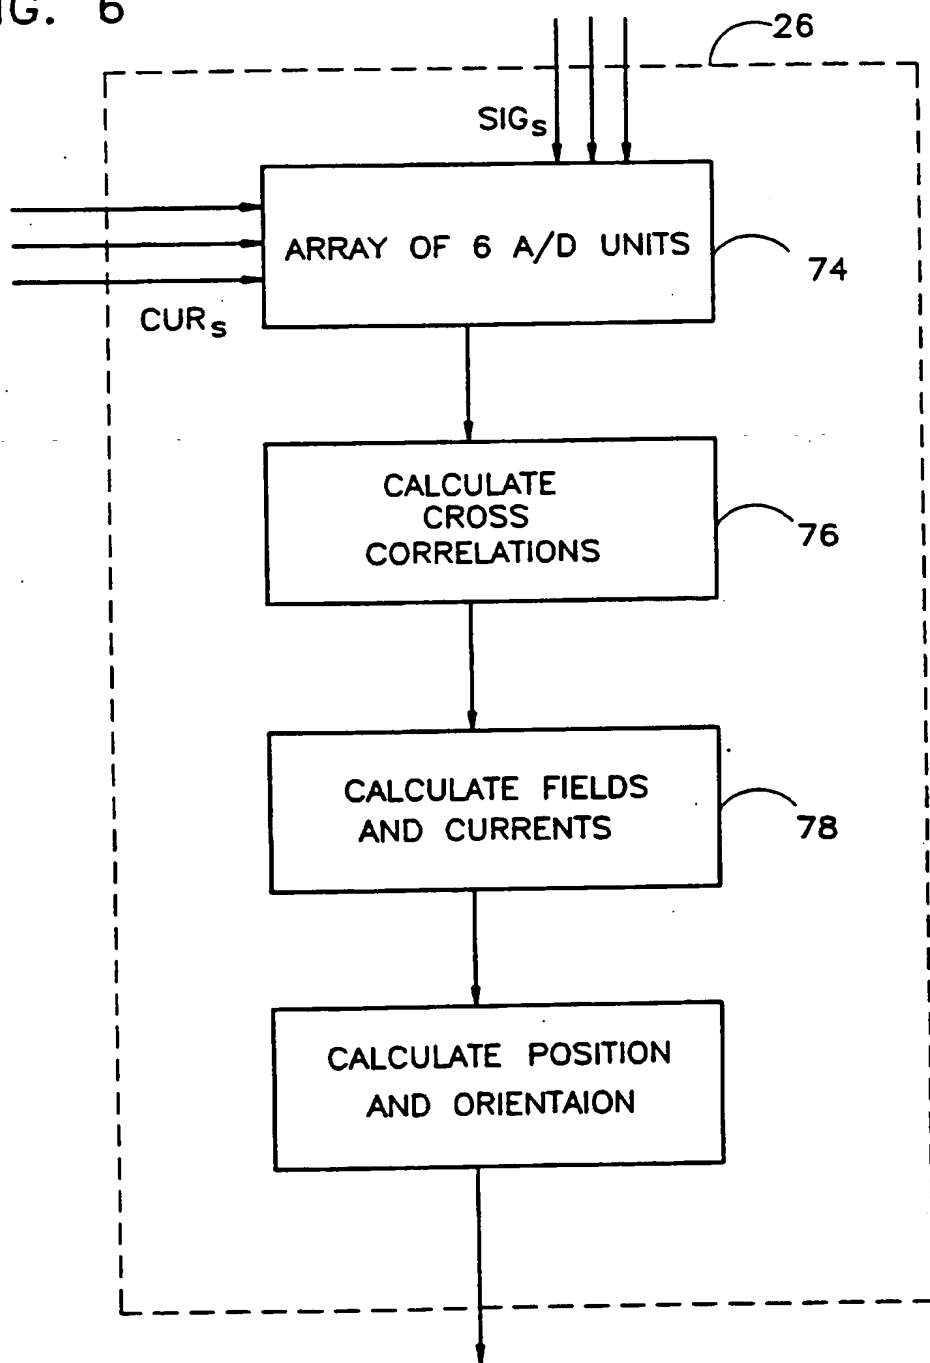 IG. 6
26
SIGs
ARRAY OF 6 A/D UNITS
74
CURs
CALCULATE
CROSS
CORRELATIONS
76
CALCULATE FIELDS
AND CURRENTS
78
CALCULATE POSITION
AND ORIENTAION